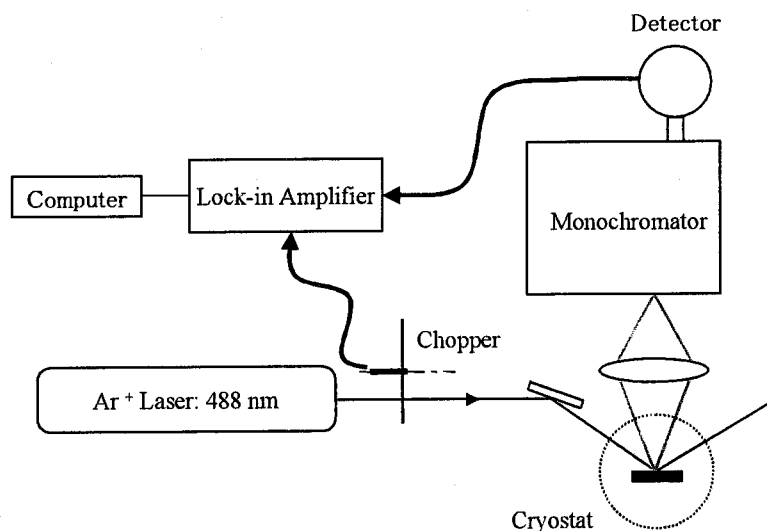 Detector
Computer
Lock-in Amplifier
Monochromator
Chopper
Ar + Laser: 488 nm
Cryostat